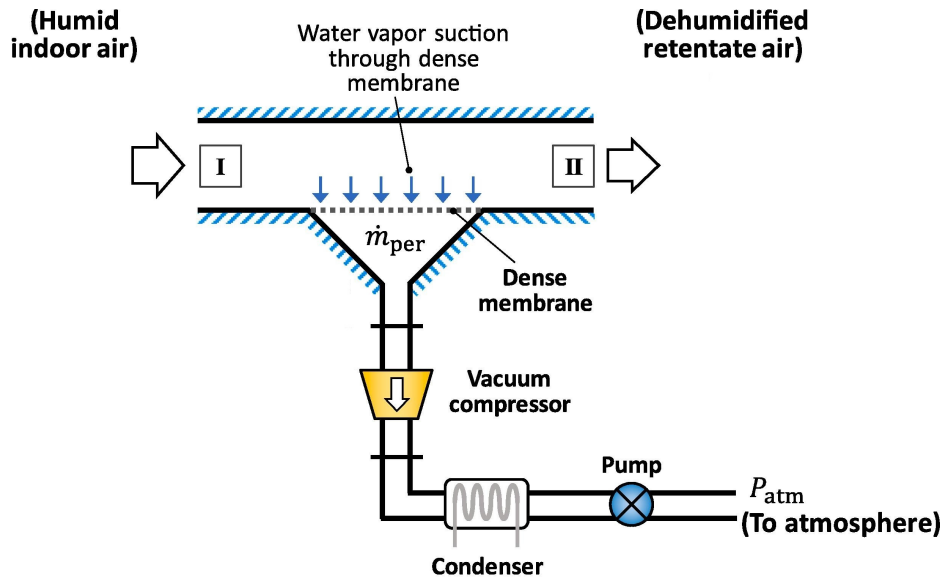 (Humid
indoor air)
Water vapor suction
through dense
membrane
(Dehumidified
retentate air)
I
II
ṁper
Dense
membrane
Vacuum
compressor
Pump
Patm
(To atmosphere)
Condenser